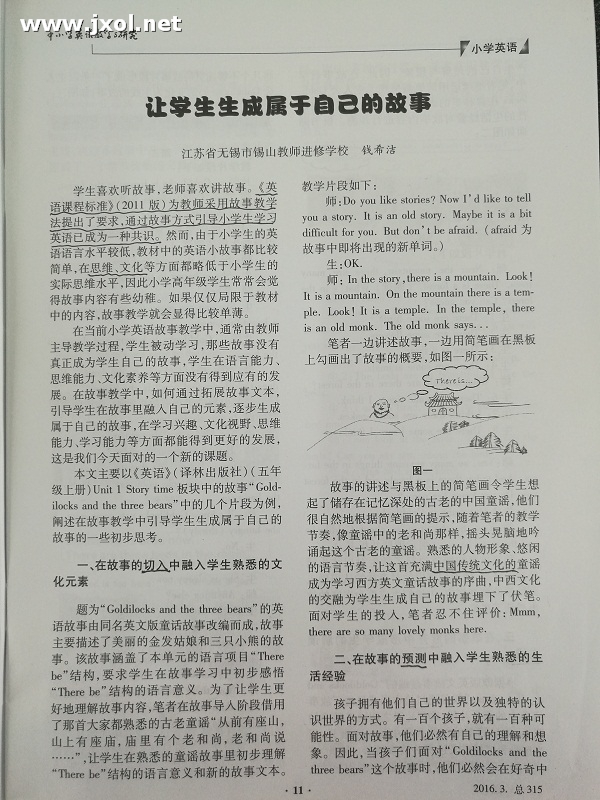 www.jxol.net
中小学英语教学与研究
小学英语
让学生生成属于自己的故事
江苏省无锡市锡山教师进修学校 钱希洁
学生喜欢听故事,老师喜欢讲故事。《英
语课程标准》(2011 版)为教师采用故事教学
法提出了要求,通过故事方式引导小学生学习
英语已成为一种共识。然而,由于小学生的英
语语言水平较低,教材中的英语小故事都比较
简单,在思维、文化等方面都略低于小学生的
实际思维水平,因此小学高年级学生常常会觉
得故事内容有些幼稚。如果仅仅局限于教材
中的内容,故事教学就会显得比较单薄。
在当前小学英语故事教学中,通常由教师
主导教学过程,学生被动学习,那些故事没有
真正成为学生自己的故事,学生在语言能力、
思维能力、文化素养等方面没有得到应有的发
展。在故事教学中,如何通过拓展故事文本,
引导学生在故事里融入自己的元素,逐步生成
属于自己的故事,在学习兴趣、文化视野、思维
能力、学习能力等方面都能得到更好的发展,
这是我们今天面对的一个新的课题。
本文主要以《英语》(译林出版社)(五年
级上册)Unit 1 Story time 板块中的故事“Gold-
ilocks and the three bears”中的几个片段为例,
阐述在故事教学中引导学生生成属于自己的
故事的一些初步思考。
一、在故事的切入中融入学生熟悉的文
化元素
题为“Goldilocks and the three bears”的英
语故事由同名英文版童话故事改编而成,故事
主要描述了美丽的金发姑娘和三只小熊的故
事。该故事涵盖了本单元的语言项目“There
be”结构,要求学生在故事学习中初步感悟
“There be”结构的语言意义。为了让学生更
好地理解故事内容,笔者在故事导入阶段借用
了那首大家都熟悉的古老童谣“从前有座山,
山上有座庙,庙里有个老和尚,老和尚说
……”,让学生在熟悉的童谣故事里初步理解
“There be”结构的语言意义和新的故事文本。
教学片段如下:
师:Do you like stories? Now I'd like to tell
you a story. It is an old story. Maybe it is a bit
difficult for you. But don't be afraid. (afraid 为
故事中即将出现的新单词。)
生:OK.
师: In the story, there is a mountain. Look!
It is a mountain. On the mountain there is a tem-
ple. Look! It is a temple. In the temple, there
is an old monk. The old monk says...
笔者一边讲述故事,一边用简笔画在黑板
上勾画出了故事的概要,如图一所示:
There is...
图一
故事的讲述与黑板上的简笔画令学生想
起了储存在记忆深处的古老的中国童谣,他们
很自然地根据简笔画的提示,随着笔者的教学
节奏,像童谣中的老和尚那样,摇头晃脑地吟
诵起这个古老的童谣。熟悉的人物形象、悠闲
的语言节奏,让这首充满中国传统文化的童谣
成为学习西方英文童话故事的序曲,中西文化
的交融为学生生成自己的故事埋下了伏笔。
面对学生的投入,笔者忍不住评价: Mmm,
there are so many lovely monks here.
二、在故事的预测中融入学生熟悉的生
活经验
孩子拥有他们自己的世界以及独特的认
识世界的方式。有一百个孩子,就有一百种可
能性。面对故事,他们必然有自己的理解和想
象。因此,当孩子们面对“Goldilocks and the
three bears”这个故事时,他们必然会在好奇中
· 11 ·
2016. 3. 总 315